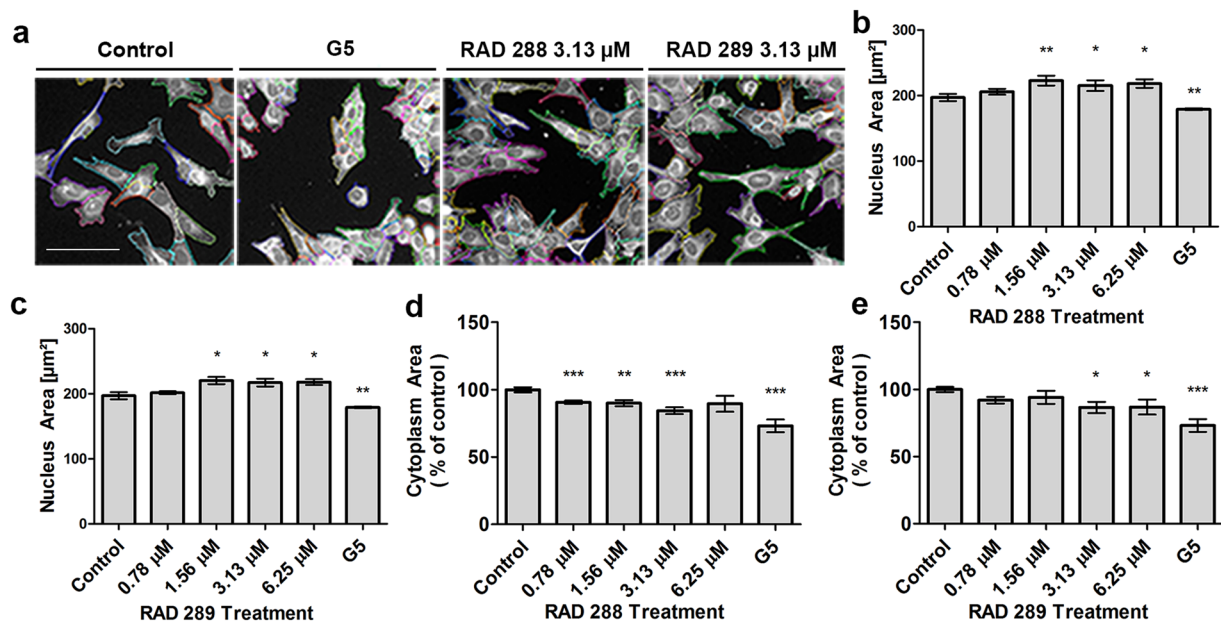 a
Control
G5
RAD 288 3.13 µM
RAD 289 3.13 µM
b
Nucleus Area [µm²]
300
200
100
0
**
*
*
**
Control
0.78 µM
1.56 µM
3.13 µM
6.25 µM
G5
RAD 288 Treatment
c
Nucleus Area [µm²]
300
200
100
0
*
*
*
**
Control
0.78 µM
1.56 µM
3.13 µM
6.25 µM
G5
RAD 289 Treatment
d
Cytoplasm Area
( % of control )
150
100
50
0
***
**
***
***
Control
0.78 µM
1.56 µM
3.13 µM
6.25 µM
G5
RAD 288 Treatment
e
Cytoplasm Area
( % of control )
150
100
50
0
*
*
***
Control
0.78 µM
1.56 µM
3.13 µM
6.25 µM
G5
RAD 289 Treatment